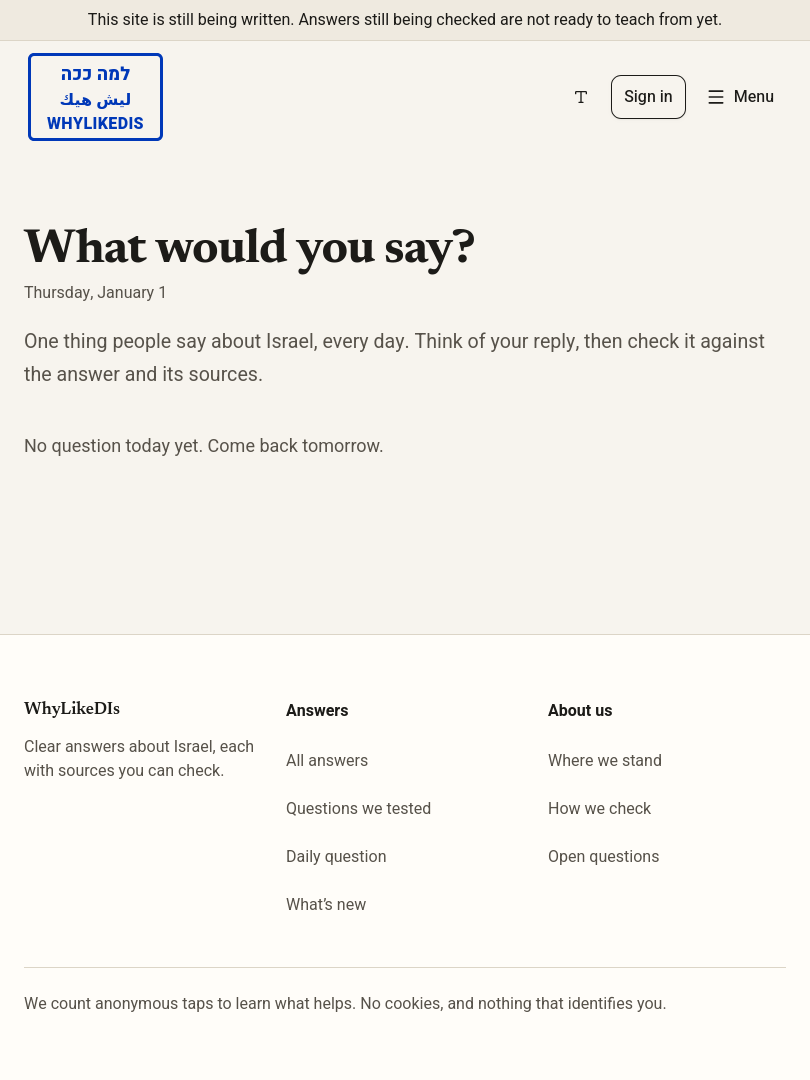 This site is still being written. Answers still being checked are not ready to teach from yet.
למה ככה
ليش هيك
WHYLIKEDIS
T
Sign in
Menu
What would you say?
Thursday, January 1
One thing people say about Israel, every day. Think of your reply, then check it against
the answer and its sources.
No question today yet. Come back tomorrow.
WhyLikeDIs
Clear answers about Israel, each
with sources you can check.
Answers
All answers
Questions we tested
Daily question
What’s new
About us
Where we stand
How we check
Open questions
We count anonymous taps to learn what helps. No cookies, and nothing that identifies you.